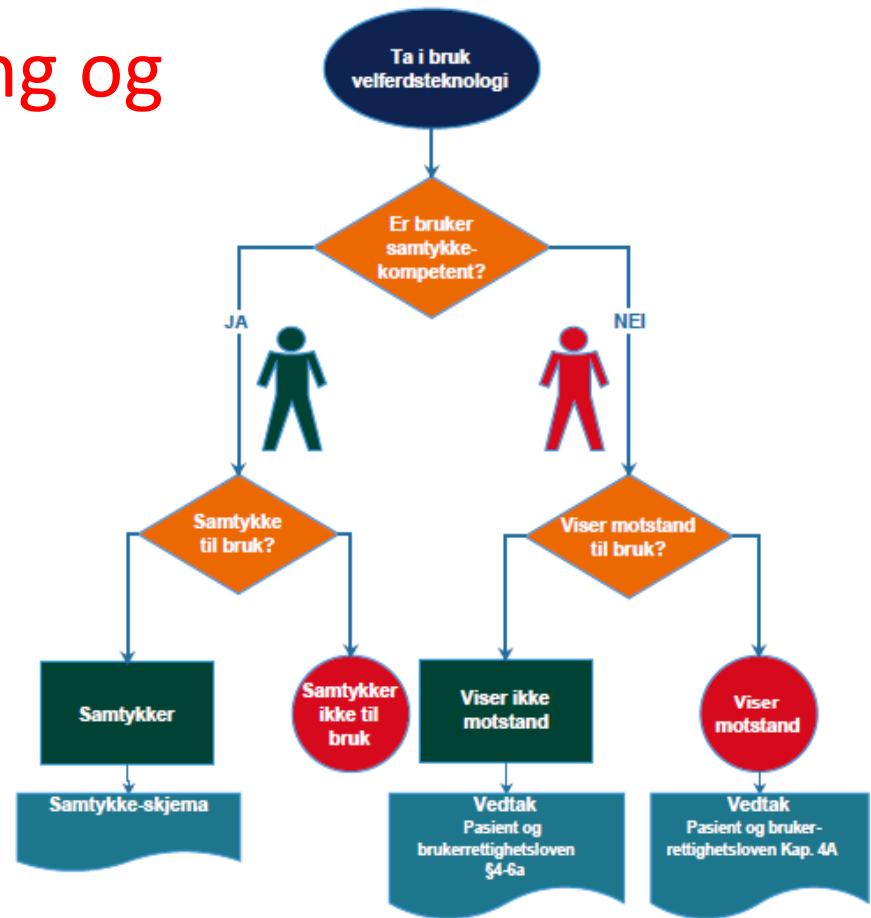 ng og
Ta i bruk
velferdsteknologi
Er bruker
samtykke-
kompetent?
JA
NEI
Samtykke
til bruk?
Viser motstand
til bruk?
Samtykker
Samtykker
ikke til
bruk
Viser ikke
motstand
Viser
motstand
Samtykke-skjema
Vedtak
Pasient og
brukerrettighetsloven
§4-6a
Vedtak
Pasient og bruker-
rettighetsloven Kap. 4A